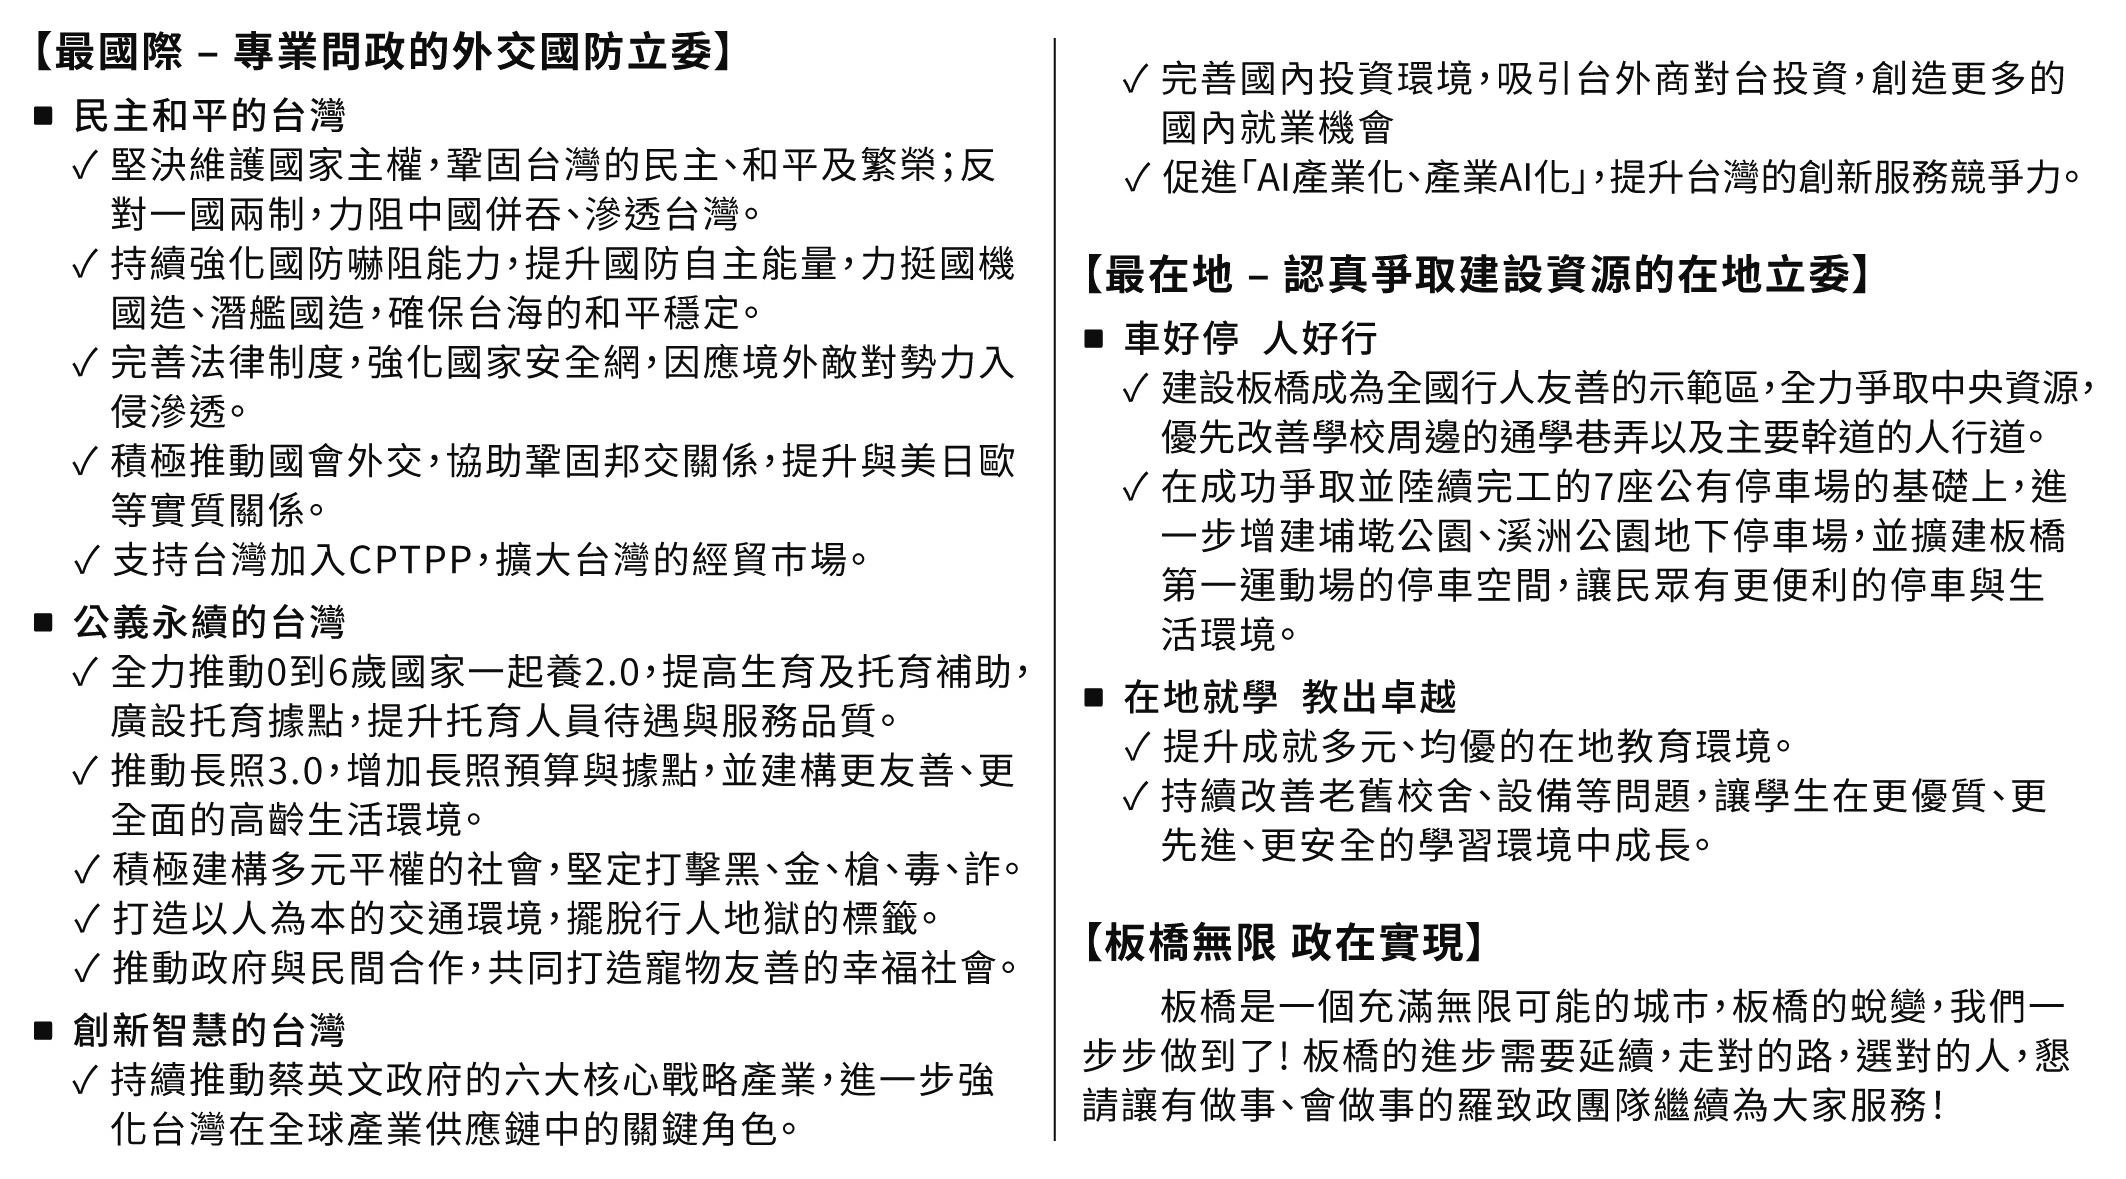 【最國際 – 專業問政的外交國防立委】
■ 民主和平的台灣
✓ 堅決維護國家主權，鞏固台灣的民主、和平及繁榮；反
對一國兩制，力阻中國併吞、滲透台灣。
✓ 持續強化國防嚇阻能力，提升國防自主能量，力挺國機
國造、潛艦國造，確保台海的和平穩定。
✓ 完善法律制度，強化國家安全網，因應境外敵對勢力入
侵滲透。
✓ 積極推動國會外交，協助鞏固邦交關係，提升與美日歐
等實質關係。
✓ 支持台灣加入CPTPP，擴大台灣的經貿市場。
■ 公義永續的台灣
✓ 全力推動0到6歲國家一起養2.0，提高生育及托育補助，
廣設托育據點，提升托育人員待遇與服務品質。
✓ 推動長照3.0，增加長照預算與據點，並建構更友善、更
全面的高齡生活環境。
✓ 積極建構多元平權的社會，堅定打擊黑、金、槍、毒、詐。
✓ 打造以人為本的交通環境，擺脫行人地獄的標籤。
✓ 推動政府與民間合作，共同打造寵物友善的幸福社會。
■ 創新智慧的台灣
✓ 持續推動蔡英文政府的六大核心戰略產業，進一步強
化台灣在全球產業供應鏈中的關鍵角色。
✓ 完善國內投資環境，吸引台外商對台投資，創造更多的
國內就業機會
✓ 促進「AI產業化、產業AI化」，提升台灣的創新服務競爭力。
【最在地 – 認真爭取建設資源的在地立委】
■ 車好停 人好行
✓ 建設板橋成為全國行人友善的示範區，全力爭取中央資源，
優先改善學校周邊的通學巷弄以及主要幹道的人行道。
✓ 在成功爭取並陸續完工的7座公有停車場的基礎上，進
一步增建埔墘公園、溪洲公園地下停車場，並擴建板橋
第一運動場的停車空間，讓民眾有更便利的停車與生
活環境。
■ 在地就學 教出卓越
✓ 提升成就多元、均優的在地教育環境。
✓ 持續改善老舊校舍、設備等問題，讓學生在更優質、更
先進、更安全的學習環境中成長。
【板橋無限 政在實現】
板橋是一個充滿無限可能的城市，板橋的蛻變，我們一
步步做到了！板橋的進步需要延續，走對的路，選對的人，懇
請讓有做事、會做事的羅致政團隊繼續為大家服務！